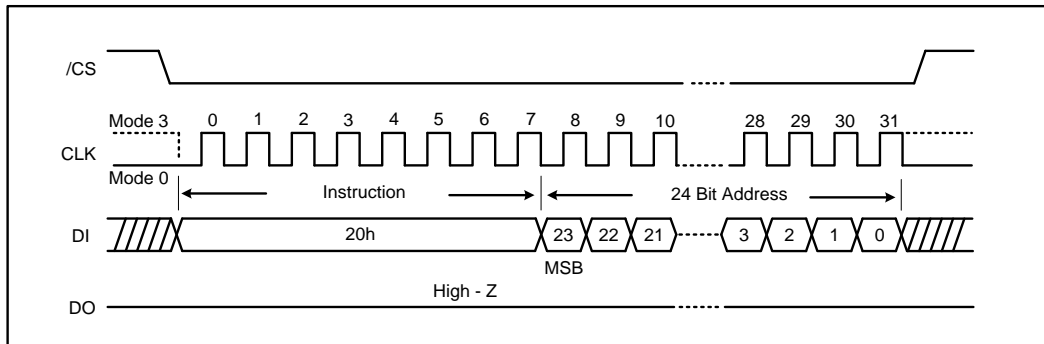 /CS
Mode 3 0 1 2 3 4 5 6 7 8 9 10 28 29 30 31
CLK
Mode 0
Instruction 24 Bit Address
DI 20h 23 22 21 3 2 1 0
MSB
High - Z
DO